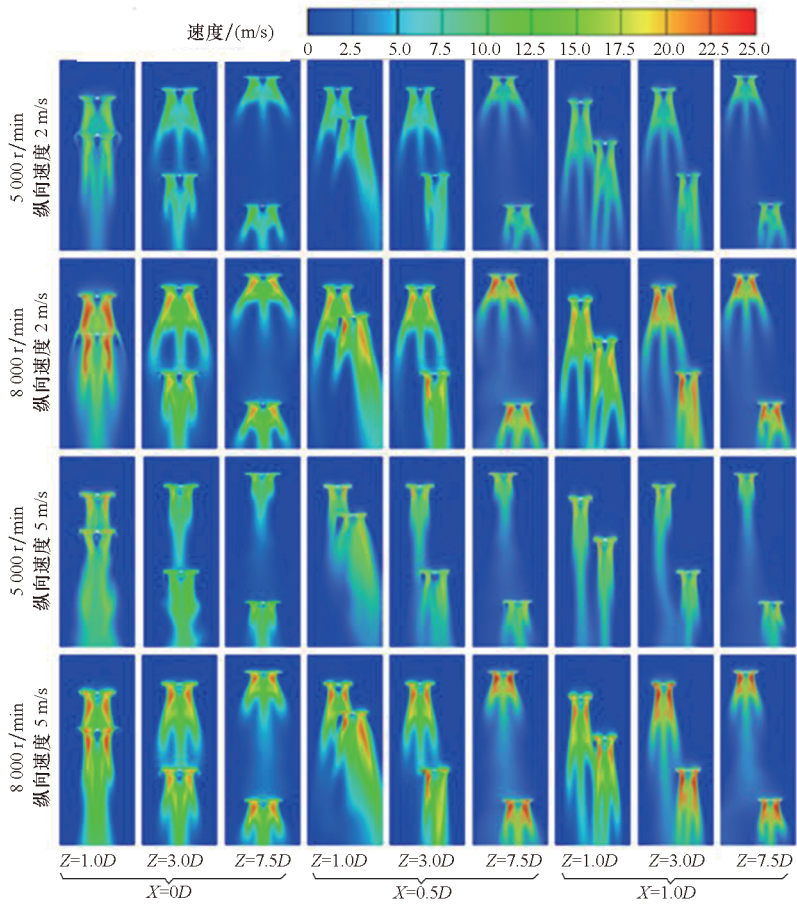 速度/(m/s)
0 2.5 5.0 7.5 10.0 12.5 15.0 17.5 20.0 22.5 25.0
5 000 r/min
纵向速度 2 m/s
8 000 r/min
纵向速度 2 m/s
5 000 r/min
纵向速度 5 m/s
8 000 r/min
纵向速度 5 m/s
Z=1.0D Z=3.0D Z=7.5D Z=1.0D Z=3.0D Z=7.5D Z=1.0D Z=3.0D Z=7.5D
X=0D X=0.5D X=1.0D